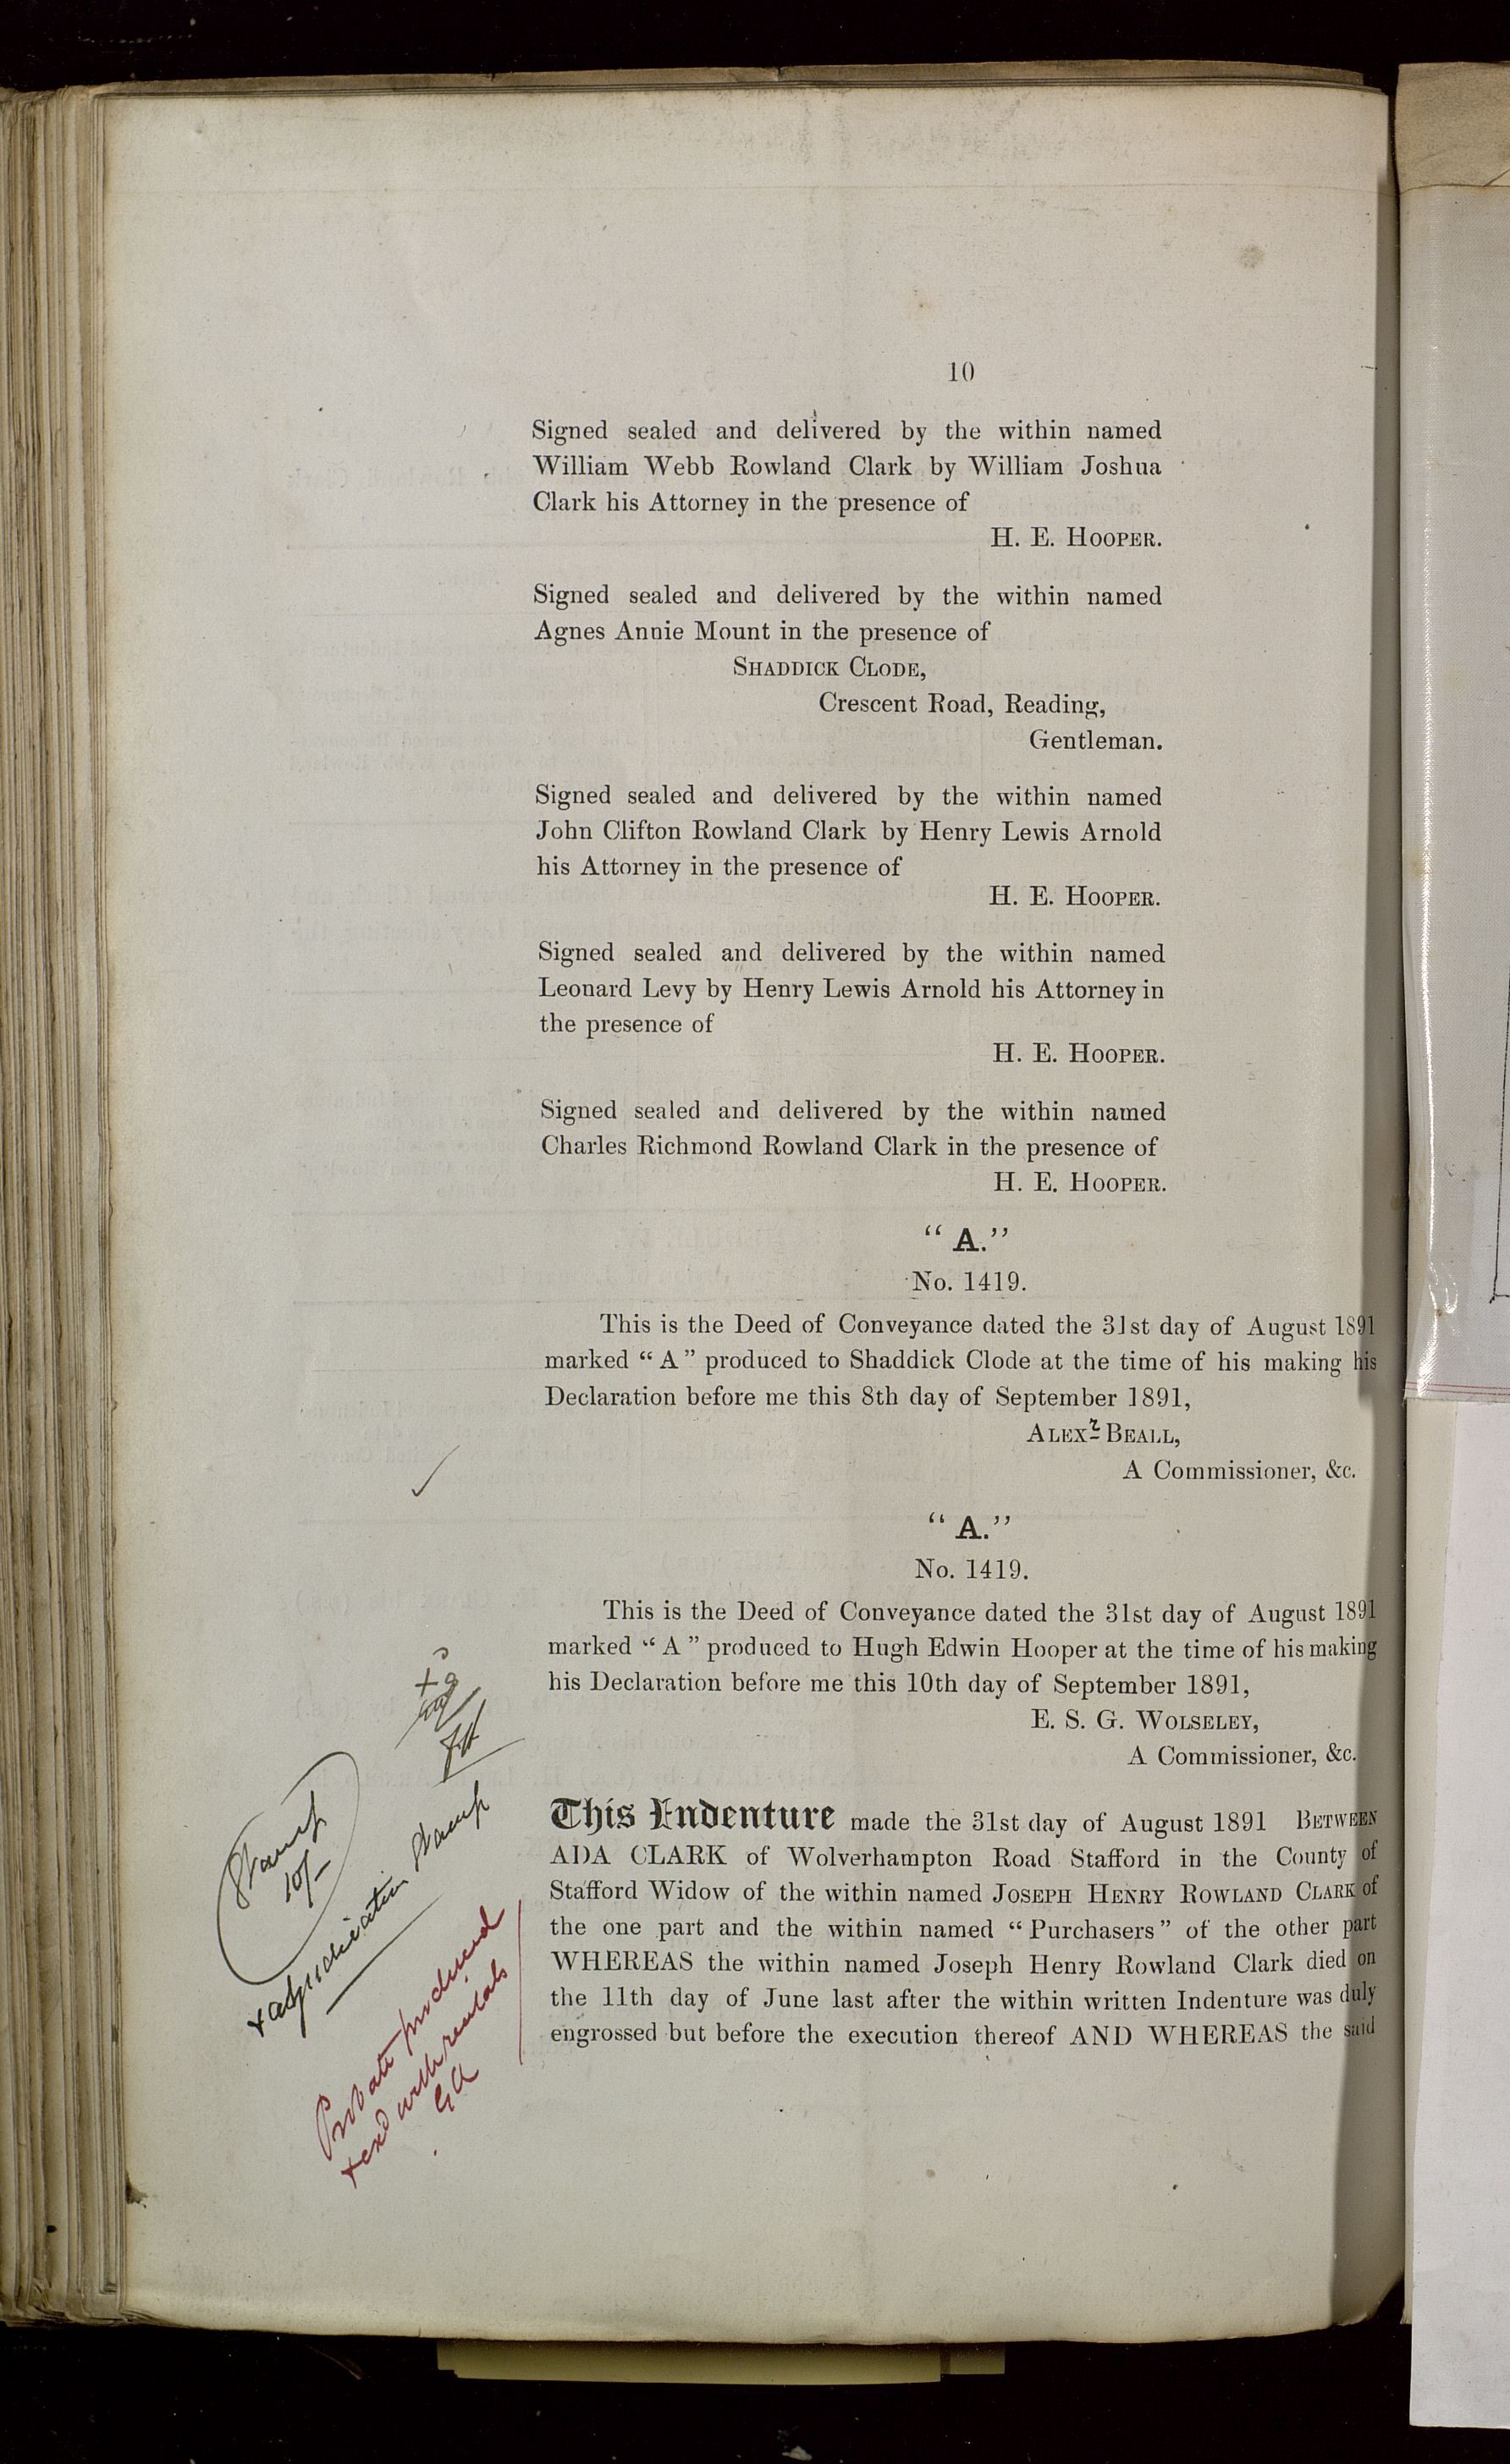 10
Signed sealed and delivered by the within named
William Webb Rowland Clark by William Joshua
Clark his Attorney in the presence of
H. E. HOOPER.
Signed sealed and delivered by the within named
Agnes Annie Mount in the presence of
SHADDICK CLODE,
Crescent Road, Reading,
Gentleman.
Signed sealed and delivered by the within named
John Clifton Rowland Clark by Henry Lewis Arnold
his Attorney in the presence of
H. E. HOOPER.
Signed sealed and delivered by the within named
Leonard Levy by Henry Lewis Arnold his Attorney in
the presence of
H. E. HOOPER.
Signed sealed and delivered by the within named
Charles Richmond Rowland Clark in the presence of
H. E. HOOPER.
“A.”
No. 1419.
This is the Deed of Conveyance dated the 31st day of August 1891
marked “A” produced to Shaddick Clode at the time of his making his
Declaration before me this 8th day of September 1891,
ALEXr BEALL,
A Commissioner, &c.
“A.”
No. 1419.
This is the Deed of Conveyance dated the 31st day of August 1891
marked “A” produced to Hugh Edwin Hooper at the time of his making
his Declaration before me this 10th day of September 1891,
E. S. G. WOLSELEY,
A Commissioner, &c.
This Indenture made the 31st day of August 1891 BETWEEN
ADA CLARK of Wolverhampton Road Stafford in the County of
Stafford Widow of the within named JOSEPH HENRY ROWLAND CLARK of
the one part and the within named “Purchasers” of the other part
WHEREAS the within named Joseph Henry Rowland Clark died on
the 11th day of June last after the within written Indenture was duly
engrossed but before the execution thereof AND WHEREAS the said
Stamp
10/-
+ adjudication stamp
Probate produced
+ exd with recitals